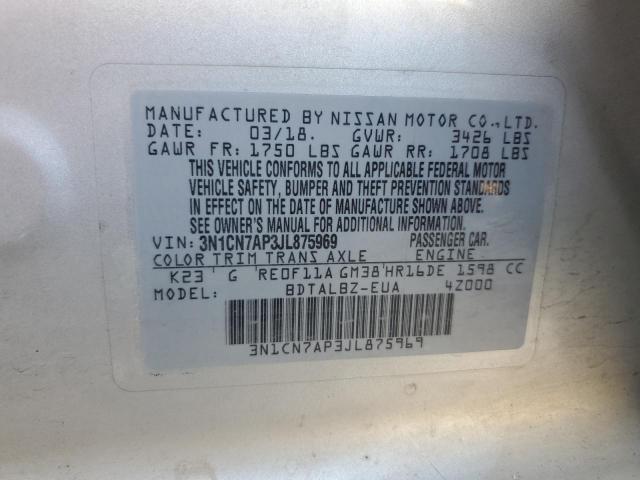 MANUFACTURED BY NISSAN MOTOR CO.,LTD.
DATE: 03/18. GVWR: 3426 LBS
GAWR FR: 1750 LBS GAWR RR: 1708 LBS
THIS VEHICLE CONFORMS TO ALL APPLICABLE FEDERAL MOTOR
VEHICLE SAFETY, BUMPER AND THEFT PREVENTION STANDARDS
IN EFFECT ON THE DATE OF MANUFACTURE SHOWN ABOVE.
SEE OWNER'S MANUAL FOR ADDITIONAL INFORMATION.
VIN: 3N1CN7AP3JL875969 PASSENGER CAR.
COLOR TRIM TRANS AXLE ENGINE
K23 G RE0F11A GM38 HR16DE 1598 CC
MODEL: BDTALBZ-EUA 4Z000
3N1CN7AP3JL875969